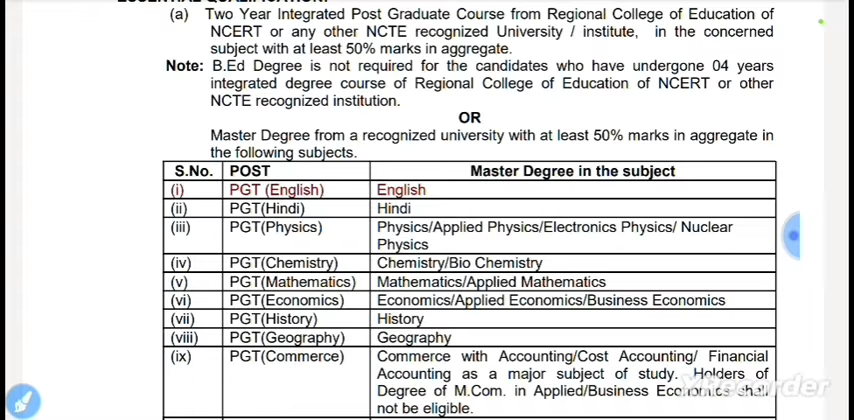 ESSENTIAL QUALIFICATION:
(a) Two Year Integrated Post Graduate Course from Regional College of Education of
NCERT or any other NCTE recognized University / institute, in the concerned
subject with at least 50% marks in aggregate.
Note: B.Ed Degree is not required for the candidates who have undergone 04 years
integrated degree course of Regional College of Education of NCERT or other
NCTE recognized institution.
OR
Master Degree from a recognized university with at least 50% marks in aggregate in
the following subjects.
S.No. POST Master Degree in the subject
(i) PGT (English) English
(ii) PGT(Hindi) Hindi
(iii) PGT(Physics) Physics/Applied Physics/Electronics Physics/ Nuclear
Physics
(iv) PGT(Chemistry) Chemistry/Bio Chemistry
(v) PGT(Mathematics) Mathematics/Applied Mathematics
(vi) PGT(Economics) Economics/Applied Economics/Business Economics
(vii) PGT(History) History
(viii) PGT(Geography) Geography
(ix) PGT(Commerce) Commerce with Accounting/Cost Accounting/ Financial
Accounting as a major subject of study. Holders of
Degree of M.Com. in Applied/Business Economics shall
not be eligible.
XRecorder